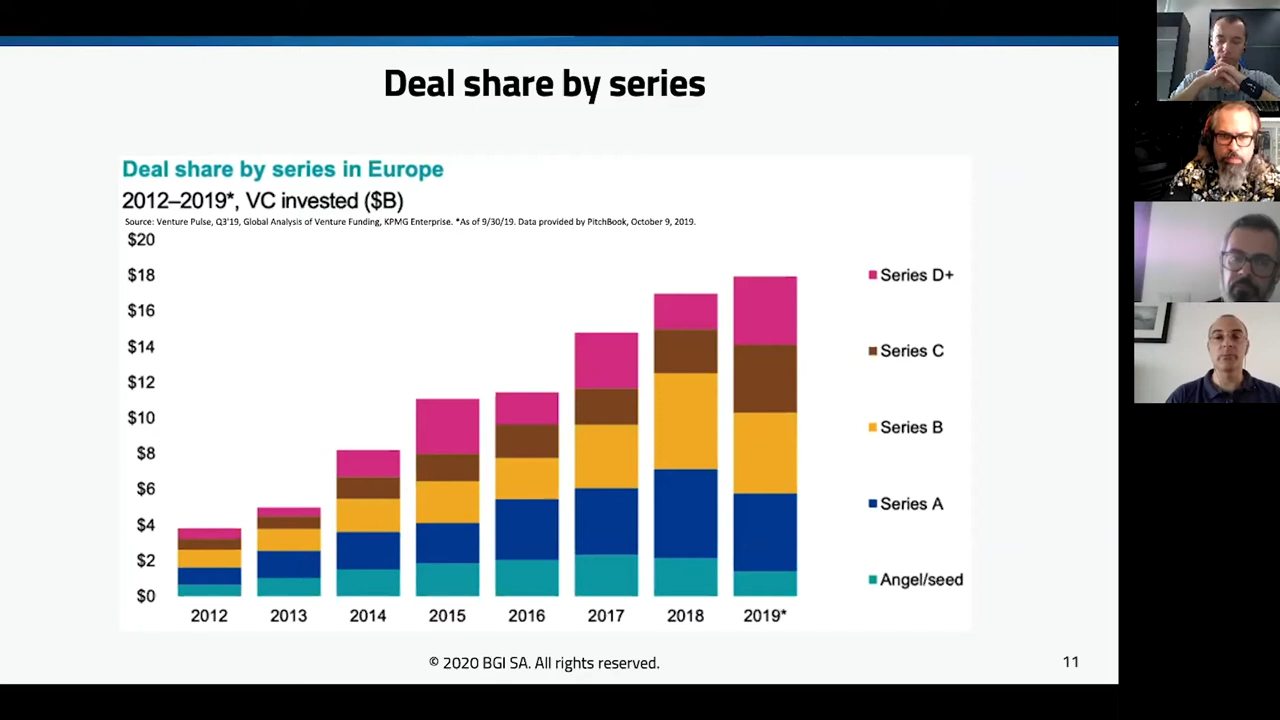 Deal share by series
Deal share by series in Europe
2012–2019*, VC invested ($B)
Source: Venture Pulse, Q3'19, Global Analysis of Venture Funding, KPMG Enterprise. *As of 9/30/19. Data provided by PitchBook, October 9, 2019.
$20
$18
$16
$14
$12
$10
$8
$6
$4
$2
$0
2012 2013 2014 2015 2016 2017 2018 2019*
Series D+
Series C
Series B
Series A
Angel/seed
© 2020 BGI SA. All rights reserved.
11